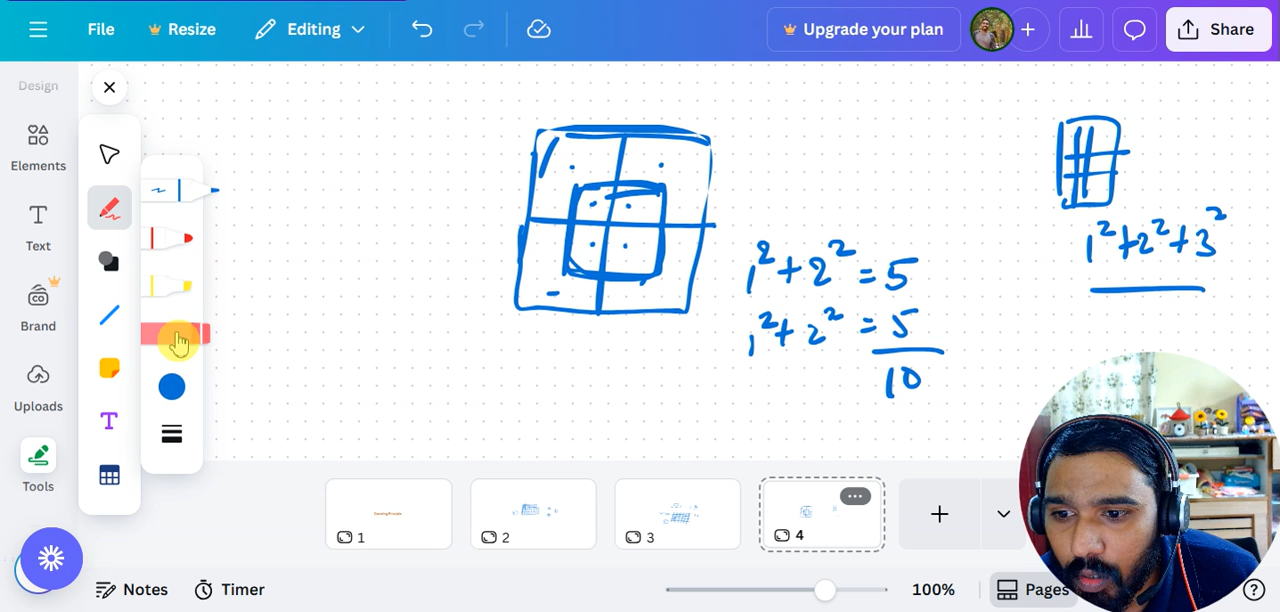 File
Resize
Editing
Upgrade your plan
Share
Design
Elements
Text
Brand
Uploads
Tools
1² + 2² = 5
1² + 2² = 5
10
1² + 2² + 3²
1
2
3
4
Notes
Timer
100%
Pages